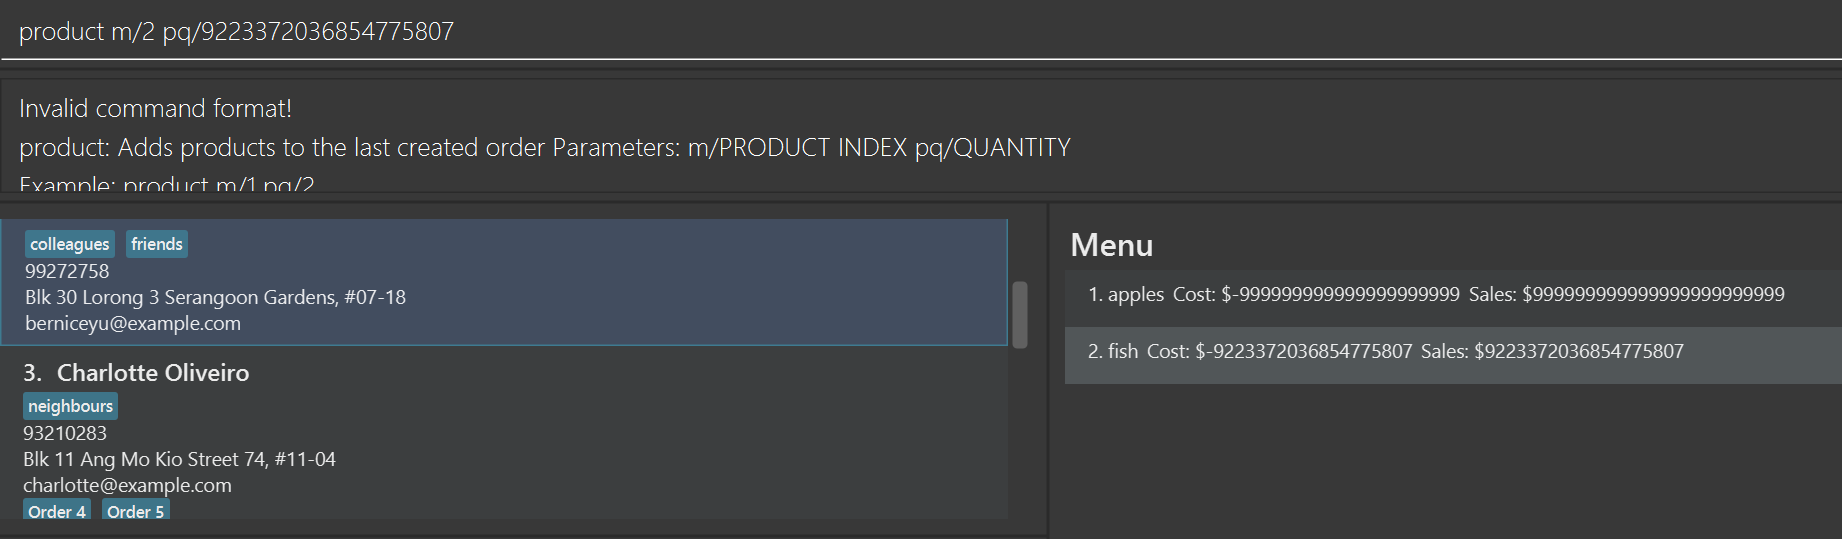 product m/2 pq/9223372036854775807
Invalid command format!
product: Adds products to the last created order Parameters: m/PRODUCT INDEX pq/QUANTITY
Example: product m/1 pq/2
colleagues friends
99272758
Blk 30 Lorong 3 Serangoon Gardens, #07-18
berniceyu@example.com
3. Charlotte Oliveiro
neighbours
93210283
Blk 11 Ang Mo Kio Street 74, #11-04
charlotte@example.com
Order 4 Order 5
Menu
1. apples Cost: $-999999999999999999999 Sales: $999999999999999999999999
2. fish Cost: $-9223372036854775807 Sales: $9223372036854775807